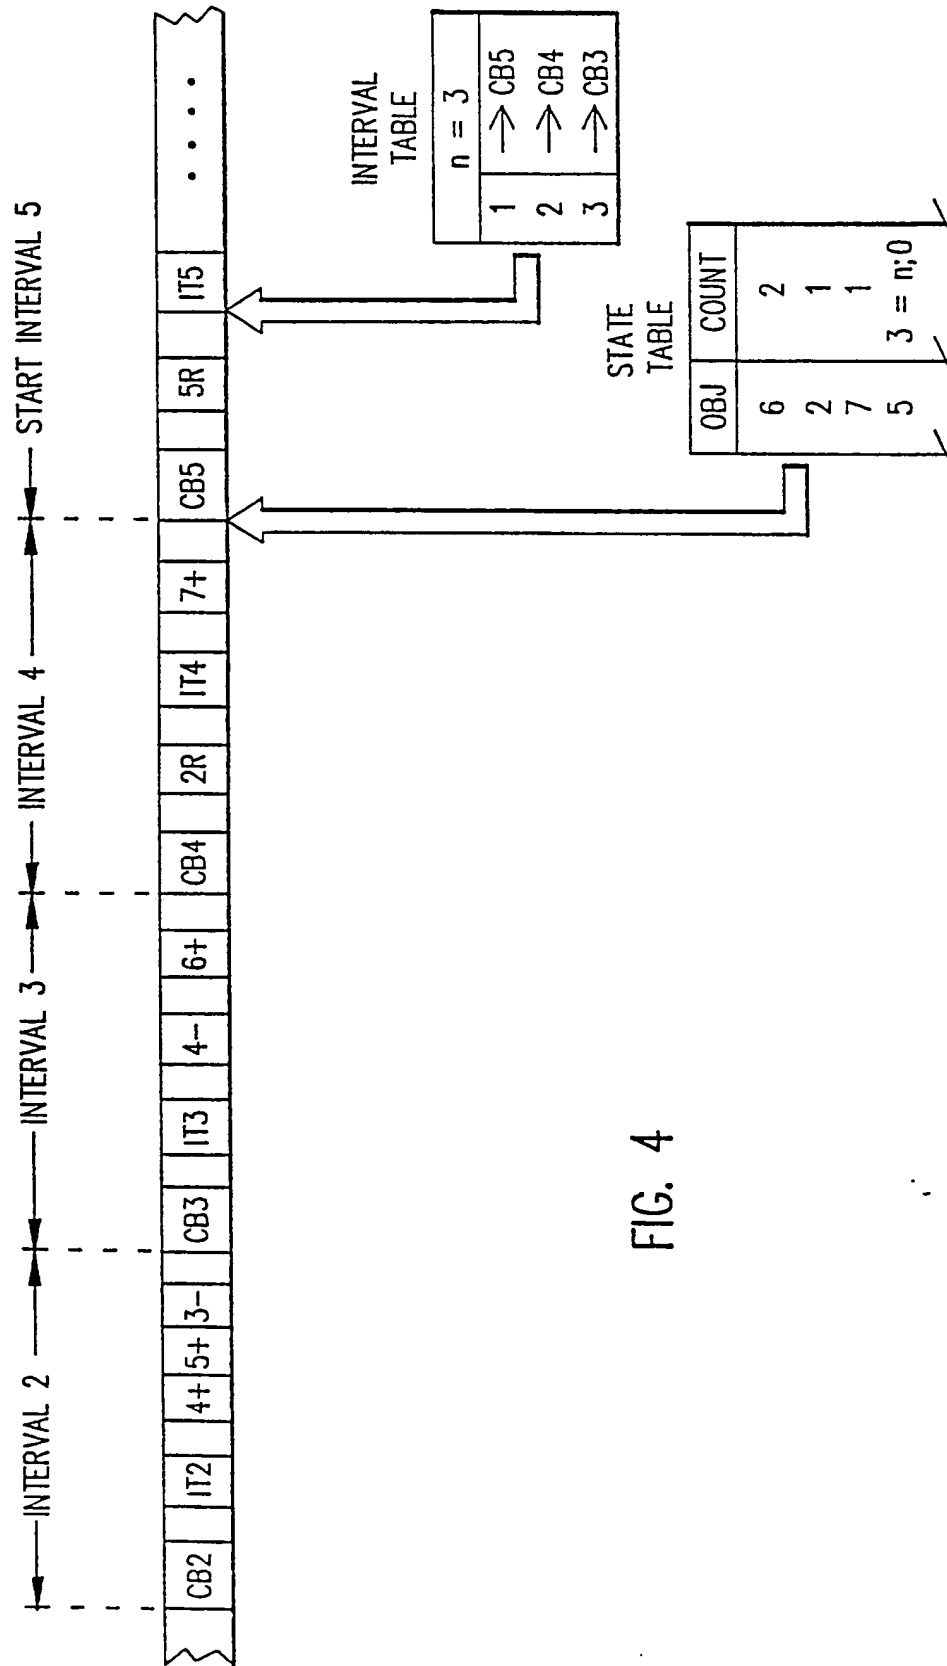 INTERVAL 2 INTERVAL 3 INTERVAL 4 START INTERVAL 5
CB2 IT2 4+ 5+ 3- CB3 IT3 4- 6+ CB4 2R IT4 7+ CB5 5R IT5 ....
INTERVAL
TABLE
n = 3
1 → CB5
2 → CB4
3 → CB3
STATE
TABLE
OBJ COUNT
6 2
2 1
7 1
5 3 = n;0
FIG. 4